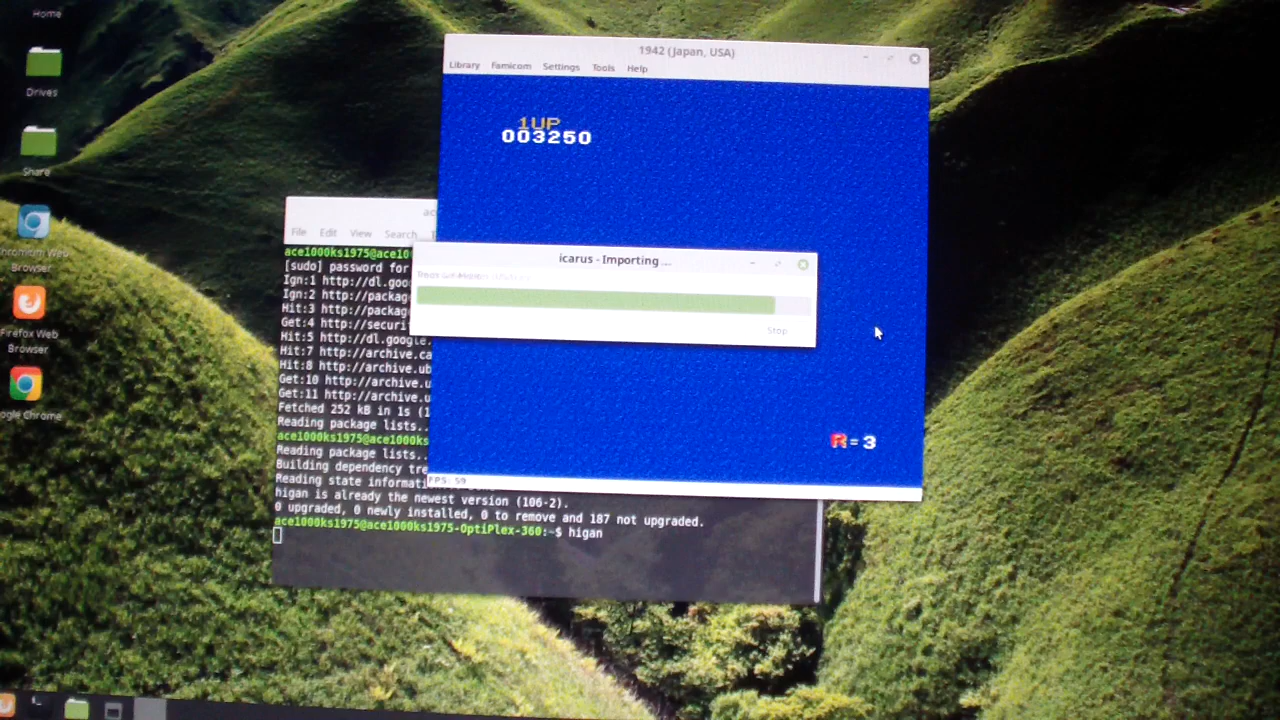 Home
Drives
Share
Chromium Web
Browser
Firefox Web
Browser
ogle Chrome
1942 (Japan, USA)
Library Famicom Settings Tools Help
1UP
003250
R=3
FPS: 59
icarus - Importing ...
Stop
File Edit View Search
ace1000ks1975@ace10
[sudo] password for
Ign:1 http://dl.goo
Ign:2 http://package
Hit:3 http://packag
Get:4 http://securi
Hit:5 http://dl.google.
Hit:7 http://archive.ca
Hit:8 http://archive.ub
Get:10 http://archive.u
Get:11 http://archive.u
Fetched 252 kB in 1s (1
Reading package lists..
ace1000ks1975@ace1000ks
Reading package lists..
Building dependency tre
Reading state informati
higan is already the newest version (106-2).
0 upgraded, 0 newly installed, 0 to remove and 187 not upgraded.
ace1000ks1975@ace1000ks1975-OptiPlex-360:~$ higan